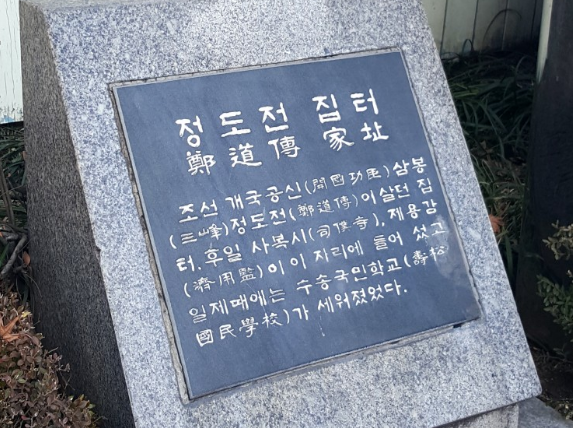 정도전 집터
鄭道傳 家址
조선 개국공신(開國功臣) 삼봉
(三峰)정도전(鄭道傳)이 살던 집
터. 후일 사복시(司僕寺), 제용감
(濟用監)이 이 자리에 들어 섰고
일제때에는 수송국민학교(壽松
國民學校)가 세워졌었다.